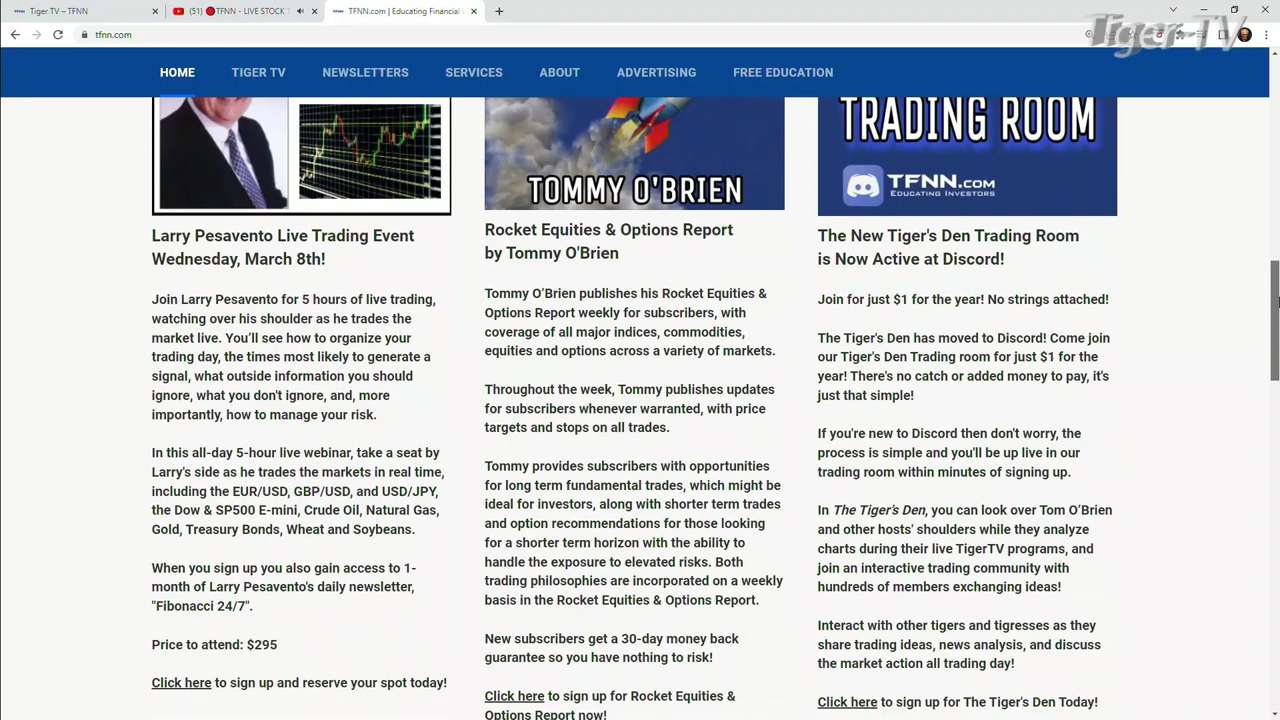 Tiger TV – TFNN
(51) 🔴TFNN - LIVE STOCK T
TFNN.com | Educating Financial
Tiger TV
tfnn.com
HOME TIGER TV NEWSLETTERS SERVICES ABOUT ADVERTISING FREE EDUCATION
TOMMY O'BRIEN
TRADING ROOM
TFNN.COM
EDUCATING INVESTORS
Larry Pesavento Live Trading Event
Wednesday, March 8th!
Join Larry Pesavento for 5 hours of live trading,
watching over his shoulder as he trades the
market live. You’ll see how to organize your
trading day, the times most likely to generate a
signal, what outside information you should
ignore, what you don't ignore, and, more
importantly, how to manage your risk.
In this all-day 5-hour live webinar, take a seat by
Larry's side as he trades the markets in real time,
including the EUR/USD, GBP/USD, and USD/JPY,
the Dow & SP500 E-mini, Crude Oil, Natural Gas,
Gold, Treasury Bonds, Wheat and Soybeans.
When you sign up you also gain access to 1-
month of Larry Pesavento's daily newsletter,
"Fibonacci 24/7".
Price to attend: $295
Click here to sign up and reserve your spot today!
Rocket Equities & Options Report
by Tommy O'Brien
Tommy O’Brien publishes his Rocket Equities &
Options Report weekly for subscribers, with
coverage of all major indices, commodities,
equities and options across a variety of markets.
Throughout the week, Tommy publishes updates
for subscribers whenever warranted, with price
targets and stops on all trades.
Tommy provides subscribers with opportunities
for long term fundamental trades, which might be
ideal for investors, along with shorter term trades
and option recommendations for those looking
for a shorter term horizon with the ability to
handle the exposure to elevated risks. Both
trading philosophies are incorporated on a weekly
basis in the Rocket Equities & Options Report.
New subscribers get a 30-day money back
guarantee so you have nothing to risk!
Click here to sign up for Rocket Equities &
Options Report now!
The New Tiger's Den Trading Room
is Now Active at Discord!
Join for just $1 for the year! No strings attached!
The Tiger's Den has moved to Discord! Come join
our Tiger's Den Trading room for just $1 for the
year! There's no catch or added money to pay, it's
just that simple!
If you're new to Discord then don't worry, the
process is simple and you'll be up live in our
trading room within minutes of signing up.
In The Tiger’s Den, you can look over Tom O’Brien
and other hosts' shoulders while they analyze
charts during their live TigerTV programs, and
join an interactive trading community with
hundreds of members exchanging ideas!
Interact with other tigers and tigresses as they
share trading ideas, news analysis, and discuss
the market action all trading day!
Click here to sign up for The Tiger's Den Today!